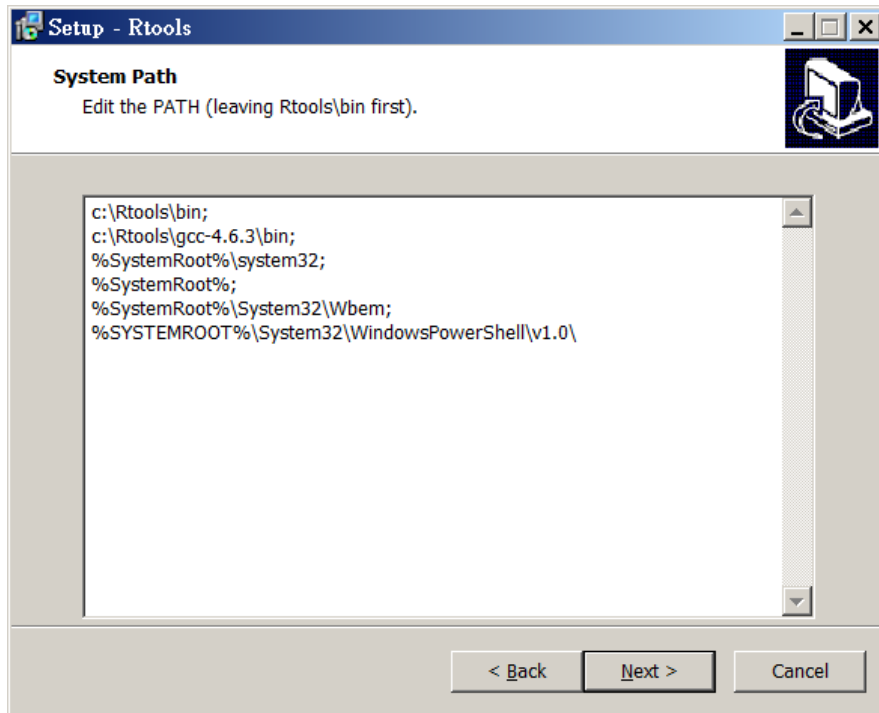 Setup - Rtools
System Path
Edit the PATH (leaving Rtools\bin first).
c:\Rtools\bin;
c:\Rtools\gcc-4.6.3\bin;
%SystemRoot%\system32;
%SystemRoot%;
%SystemRoot%\System32\Wbem;
%SYSTEMROOT%\System32\WindowsPowerShell\v1.0\
< Back Next > Cancel